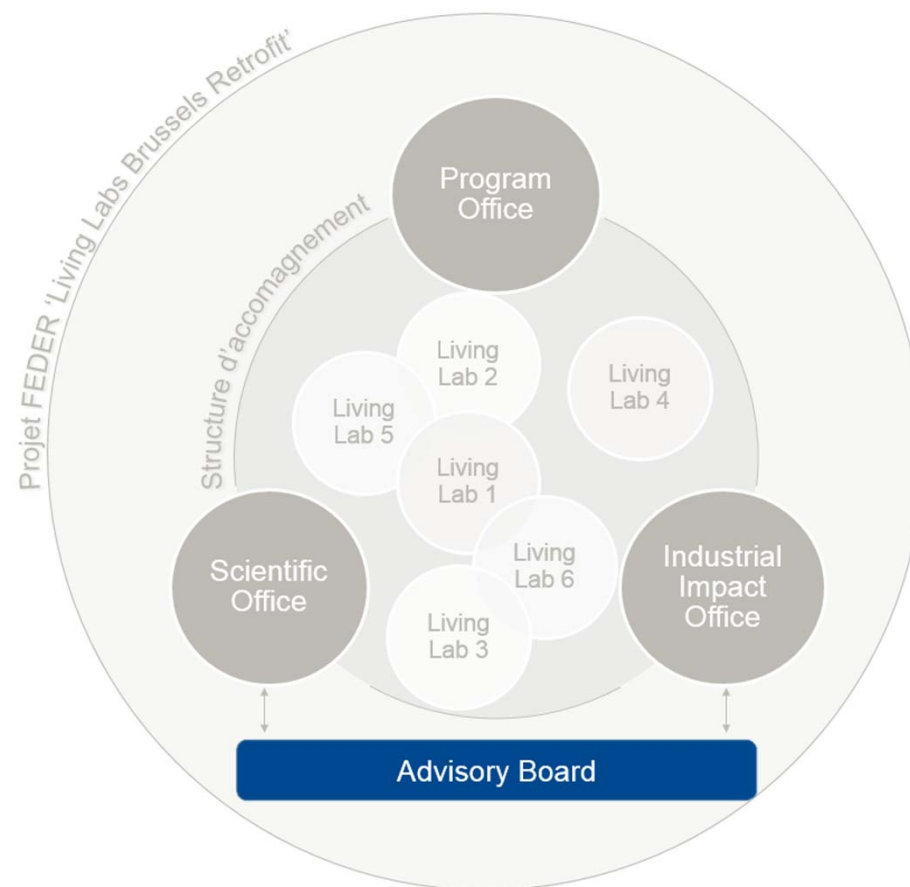 Projet FEDER ‘Living Labs Brussels Retrofit’
Structure d’accomagnement
Program
Office
Living
Lab 2
Living
Lab 4
Living
Lab 5
Living
Lab 1
Living
Lab 6
Living
Lab 3
Scientific
Office
Industrial
Impact
Office
Advisory Board